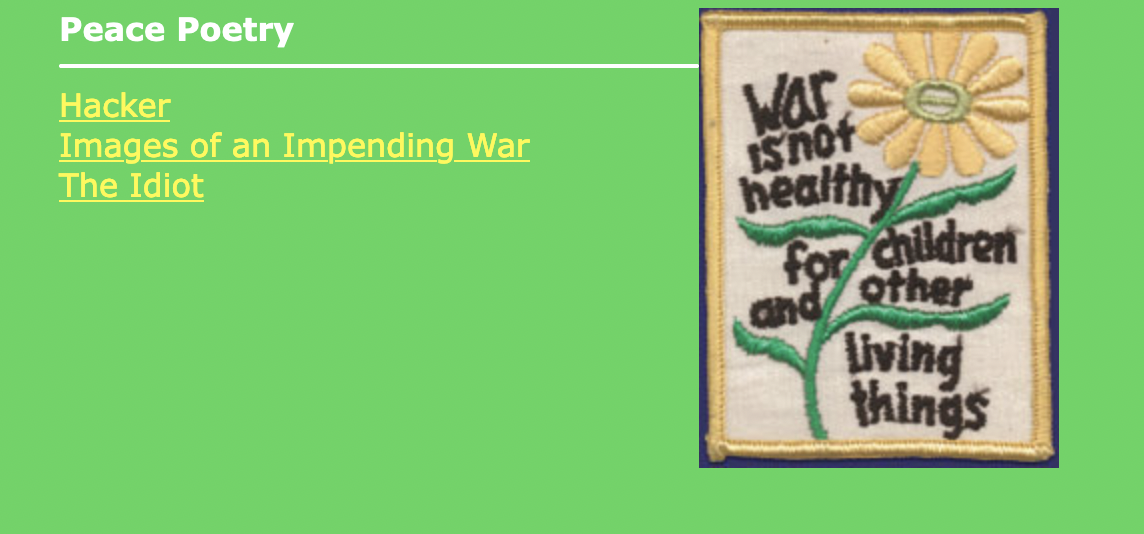 Peace Poetry
Hacker
Images of an Impending War
The Idiot
War
is not
healthy
for children
and other
living
things